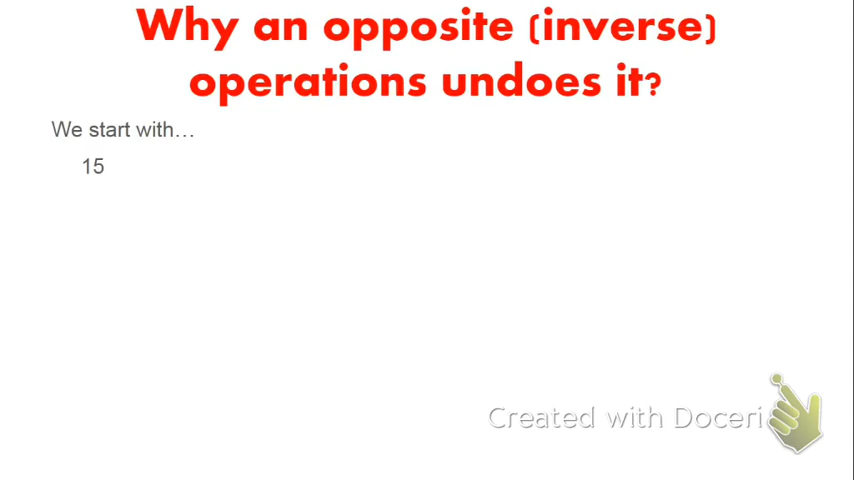 Why an opposite (inverse)
operations undoes it?
We start with…
15
Created with Doceri